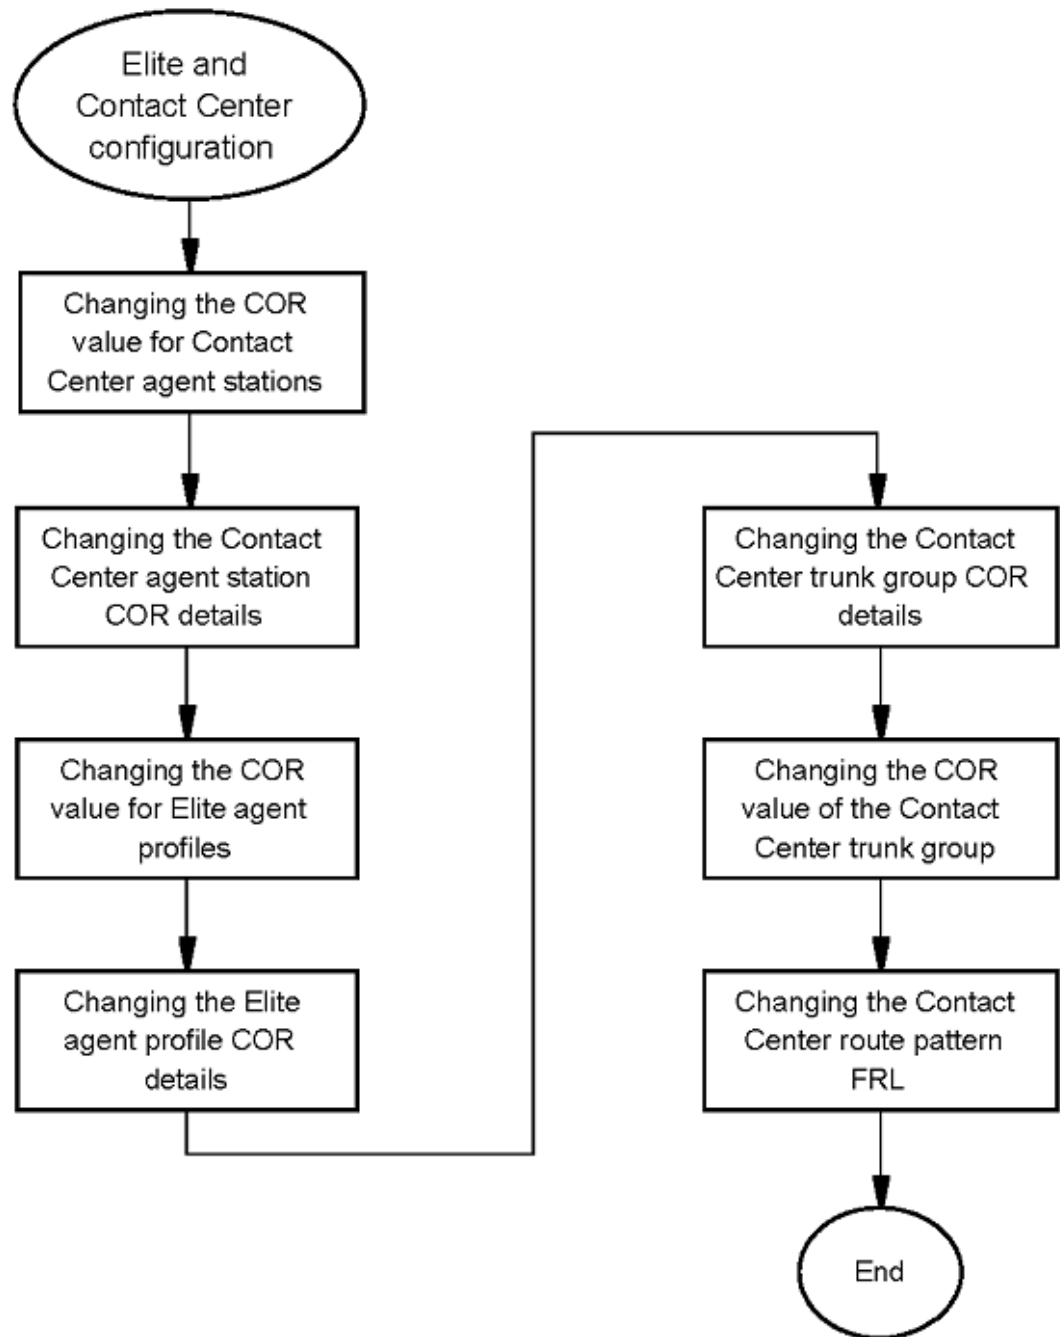 Elite and
Contact Center
configuration
Changing the COR
value for Contact
Center agent stations
Changing the Contact
Center agent station
COR details
Changing the COR
value for Elite agent
profiles
Changing the Elite
agent profile COR
details
Changing the Contact
Center trunk group COR
details
Changing the COR
value of the Contact
Center trunk group
Changing the Contact
Center route pattern
FRL
End